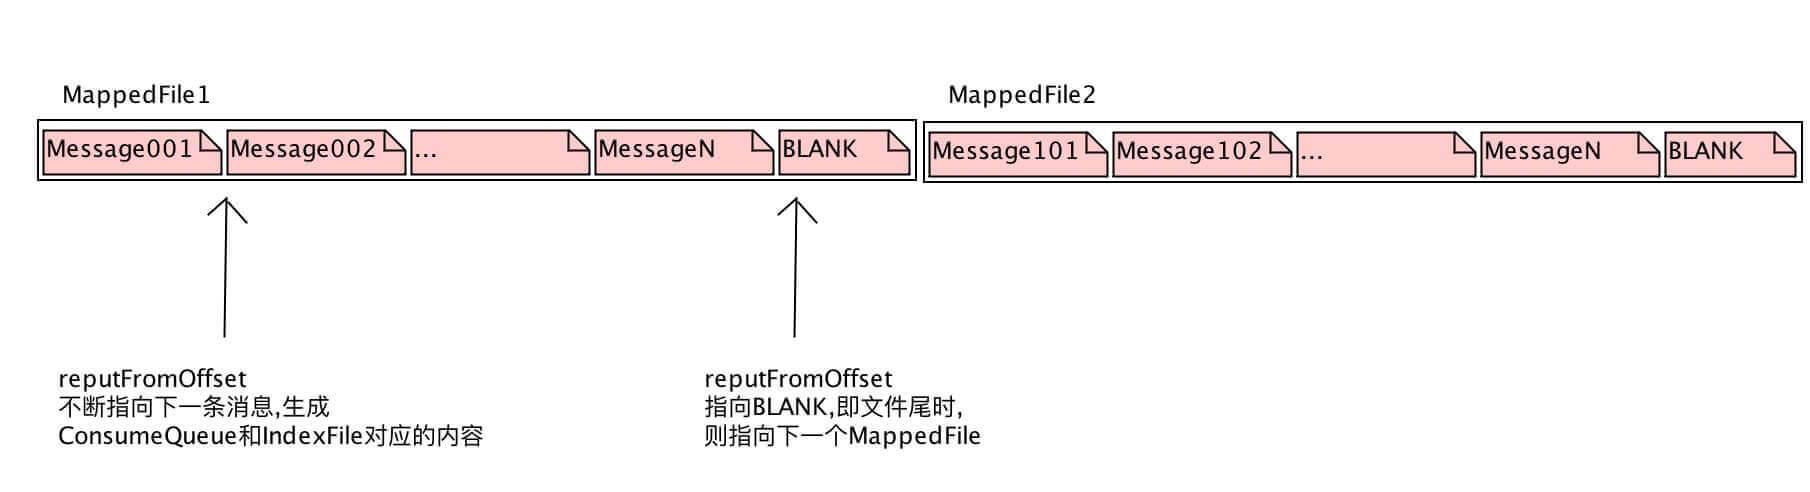 MappedFile1
MappedFile2
Message001
Message002
...
MessageN
BLANK
Message101
Message102
...
MessageN
BLANK
reputFromOffset
不断指向下一条消息,生成
ConsumeQueue和IndexFile对应的内容
reputFromOffset
指向BLANK,即文件尾时,
则指向下一个MappedFile